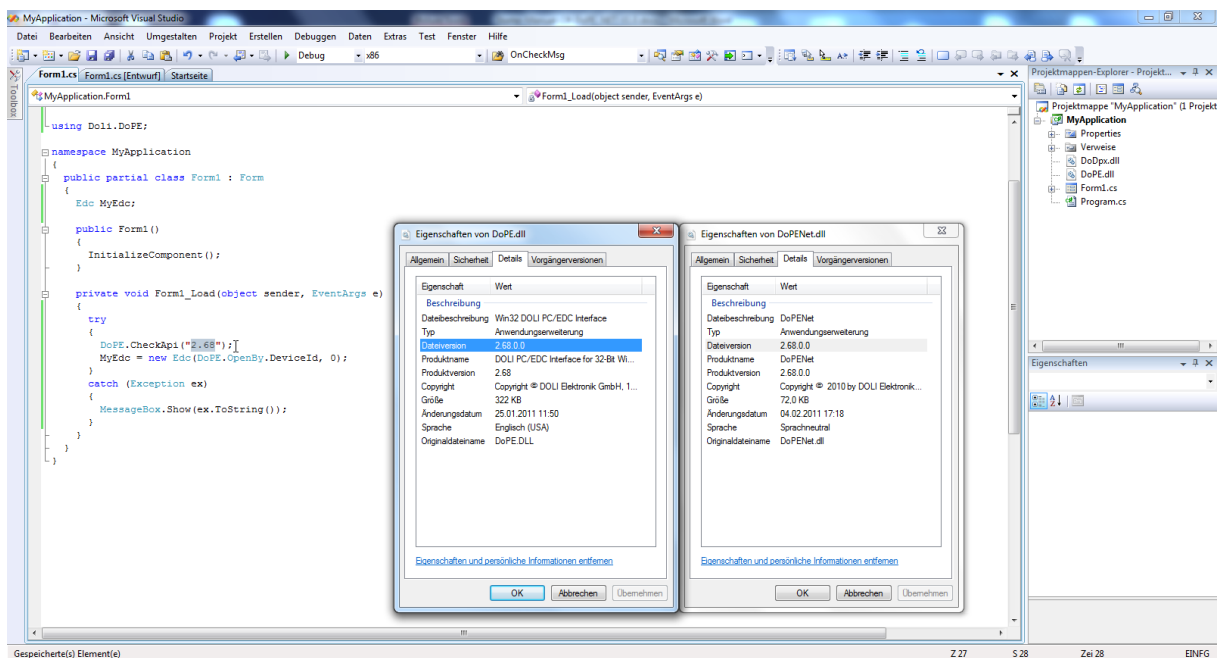 MyApplication - Microsoft Visual Studio
Datei Bearbeiten Ansicht Umgestalten Projekt Erstellen Debuggen Daten Extras Test Fenster Hilfe
Debug x86 OnCheckMsg
Form1.cs Form1.cs [Entwurf] Startseite
Toolbox
MyApplication.Form1 Form1_Load(object sender, EventArgs e)
using Doli.DoPE;
namespace MyApplication
{
public partial class Form1 : Form
{
Edc MyEdc;
public Form1()
{
InitializeComponent();
}
private void Form1_Load(object sender, EventArgs e)
{
try
{
DoPE.CheckApi("2.68");
MyEdc = new Edc(DoPE.OpenBy.DeviceId, 0);
}
catch (Exception ex)
{
MessageBox.Show(ex.ToString());
}
}
}
}
Eigenschaften von DoPE.dll
Allgemein Sicherheit Details Vorgängerversionen
Eigenschaft Wert
Beschreibung
Dateibeschreibung Win32 DOLI PC/EDC Interface
Typ Anwendungserweiterung
Dateiversion 2.68.0.0
Produktname DOLI PC/EDC Interface for 32-Bit Wi...
Produktversion 2.68
Copyright Copyright © DOLI Elektronik GmbH, 1...
Größe 322 KB
Änderungsdatum 25.01.2011 11:50
Sprache Englisch (USA)
Originaldateiname DoPE.DLL
Eigenschaften und persönliche Informationen entfernen
OK Abbrechen Übernehmen
Eigenschaften von DoPENet.dll
Allgemein Sicherheit Details Vorgängerversionen
Eigenschaft Wert
Beschreibung
Dateibeschreibung DoPENet
Typ Anwendungserweiterung
Dateiversion 2.68.0.0
Produktname DoPENet
Produktversion 2.68.0.0
Copyright Copyright © 2010 by DOLI Elektronik...
Größe 72,0 KB
Änderungsdatum 04.02.2011 17:18
Sprache Sprachneutral
Originaldateiname DoPENet.dll
Eigenschaften und persönliche Informationen entfernen
OK Abbrechen Übernehmen
Projektmappen-Explorer - Projekt...
Projektmappe "MyApplication" (1 Projekt
MyApplication
Properties
Verweise
DoDpx.dll
DoPE.dll
Form1.cs
Program.cs
Eigenschaften
Gespeicherte(s) Element(e) Z 27 S 28 Zei 28 EINFG